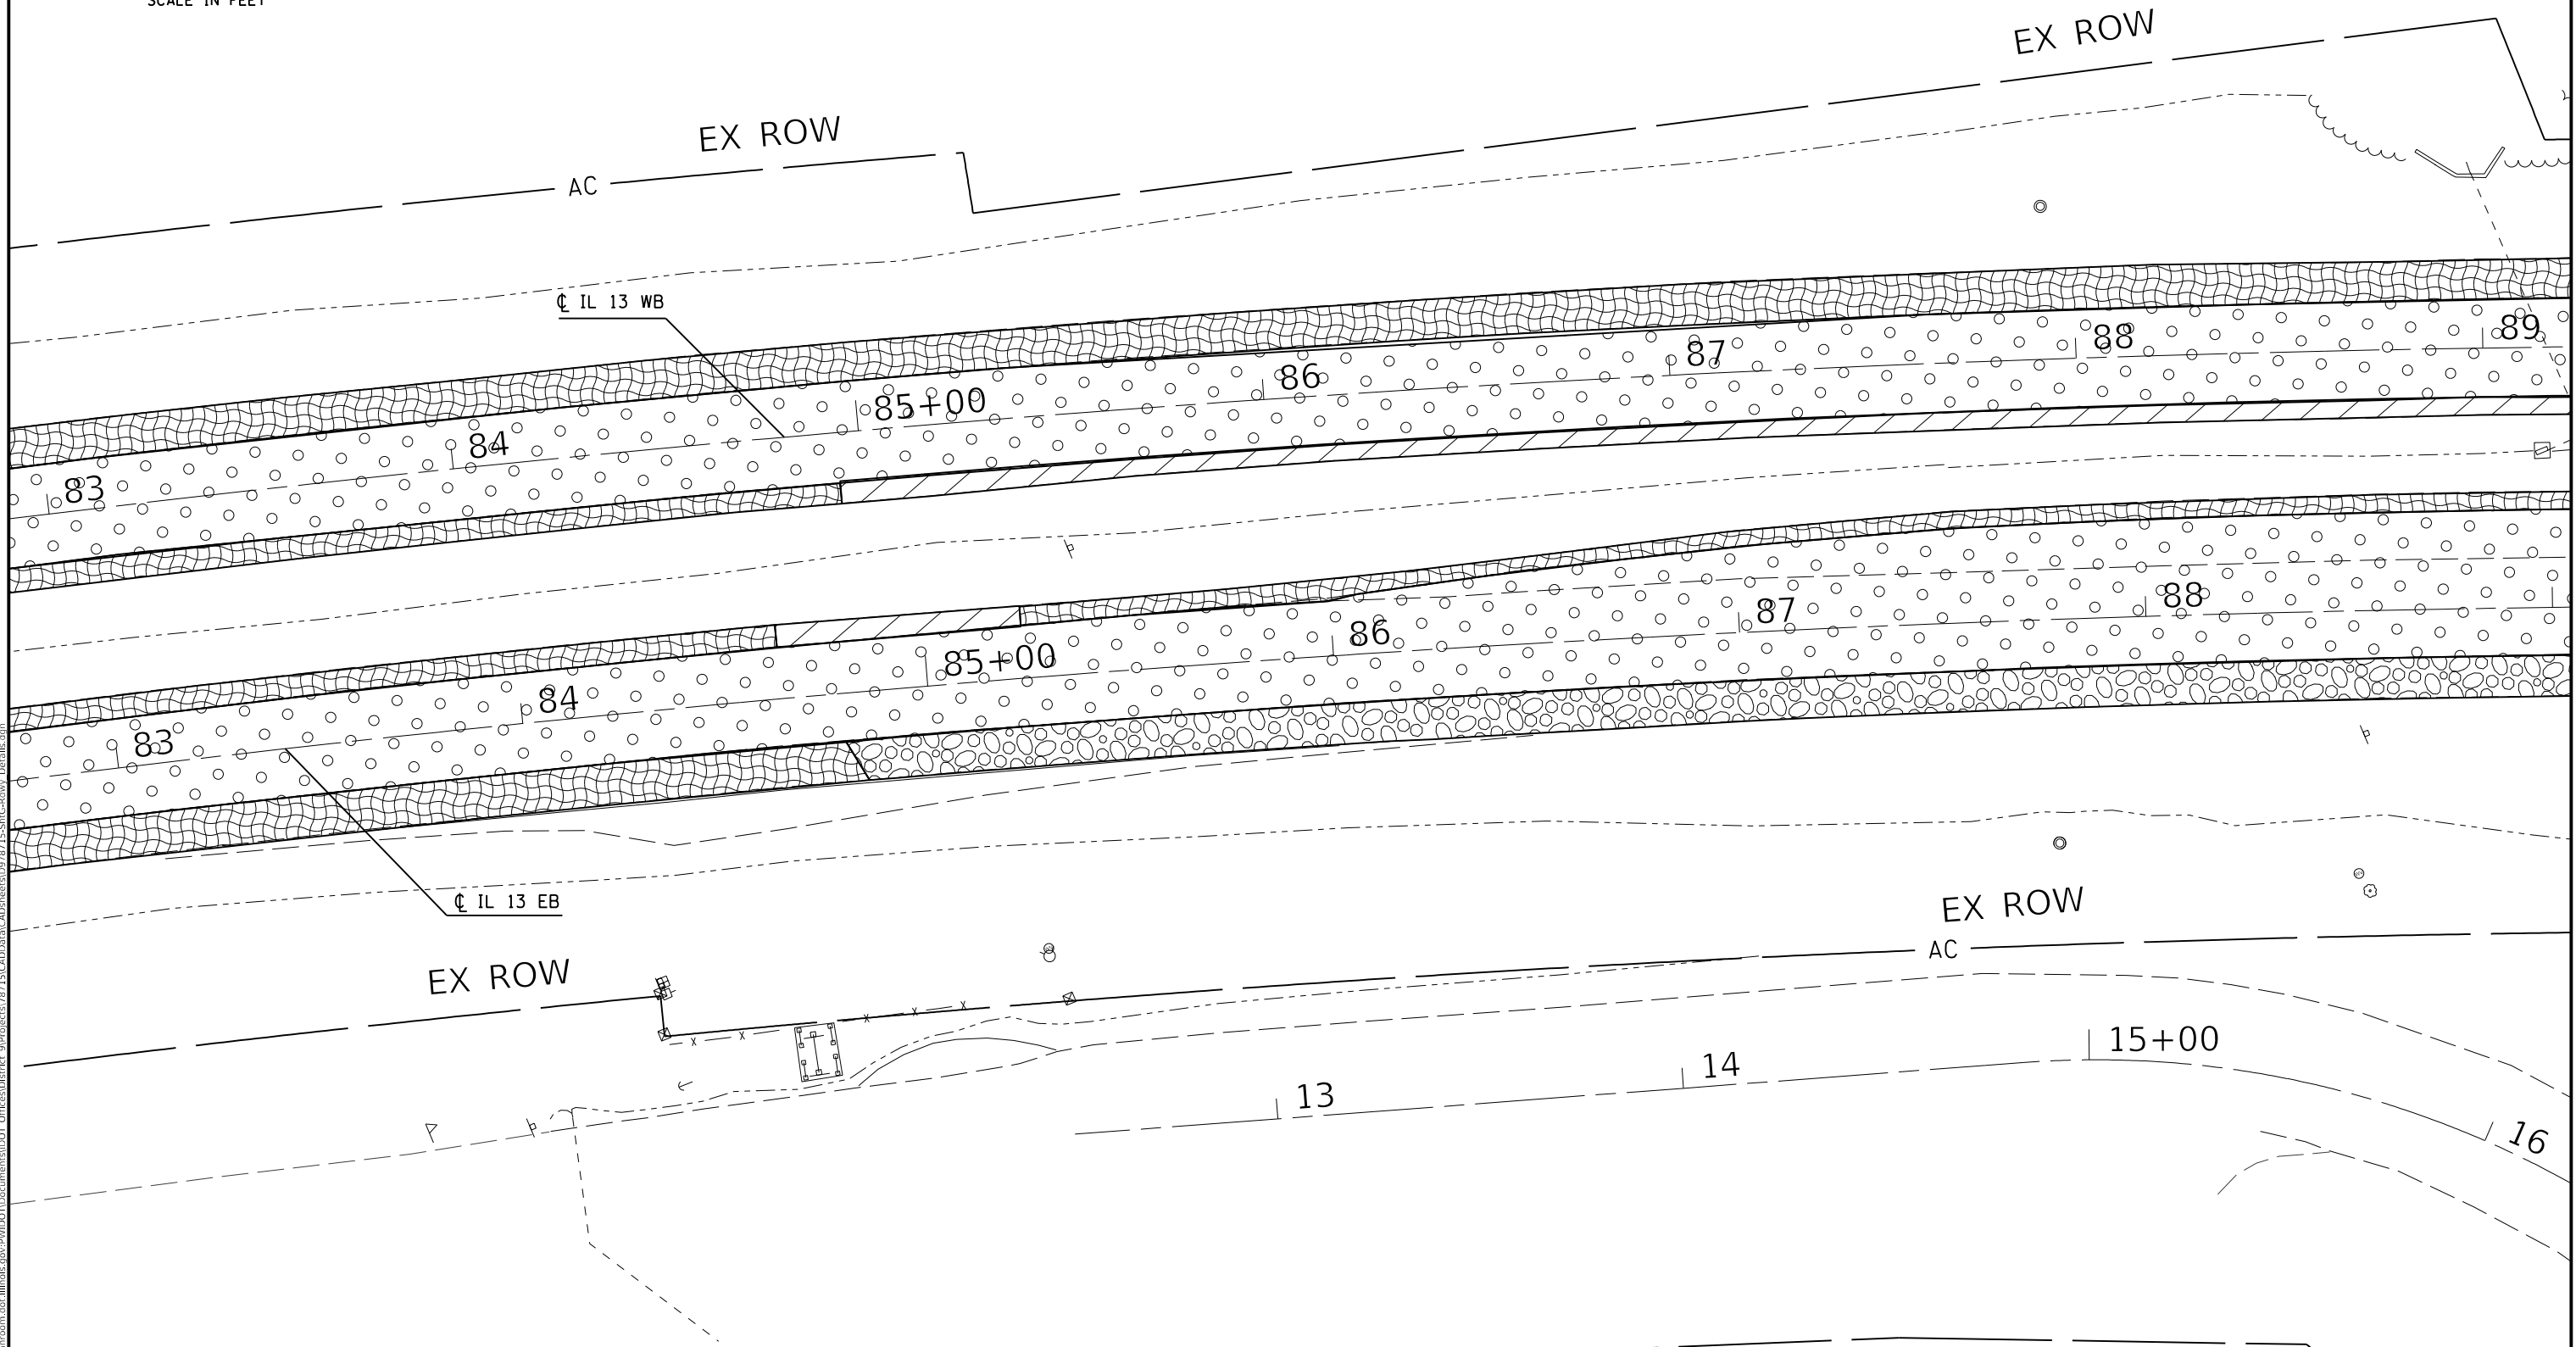 SCALE IN FEET
EX ROW
EX ROW
AC
℄ IL 13 WB
83
84
85+00
86
87
88
89
83
84
85+00
86
87
88
℄ IL 13 EB
EX ROW
EX ROW
AC
13
14
15+00
16